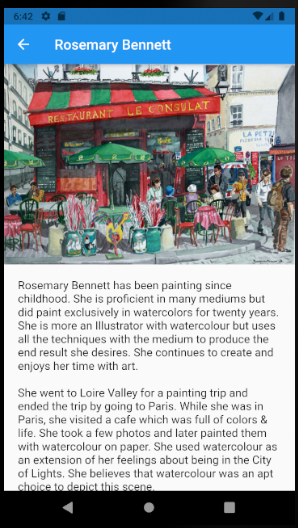 6:42
Rosemary Bennett
RESTAURANT LE CONSULAT
LA PETI
Rosemary Bennett has been painting since
childhood. She is proficient in many mediums but
did paint exclusively in watercolors for twenty years.
She is more an Illustrator with watercolour but uses
all the techniques with the medium to produce the
end result she desires. She continues to create and
enjoys her time with art.
She went to Loire Valley for a painting trip and
ended the trip by going to Paris. While she was in
Paris, she visited a cafe which was full of colors &
life. She took a few photos and later painted them
with watercolour on paper. She used watercolour as
an extension of her feelings about being in the City
of Lights. She believes that watercolour was an apt
choice to depict this scene.